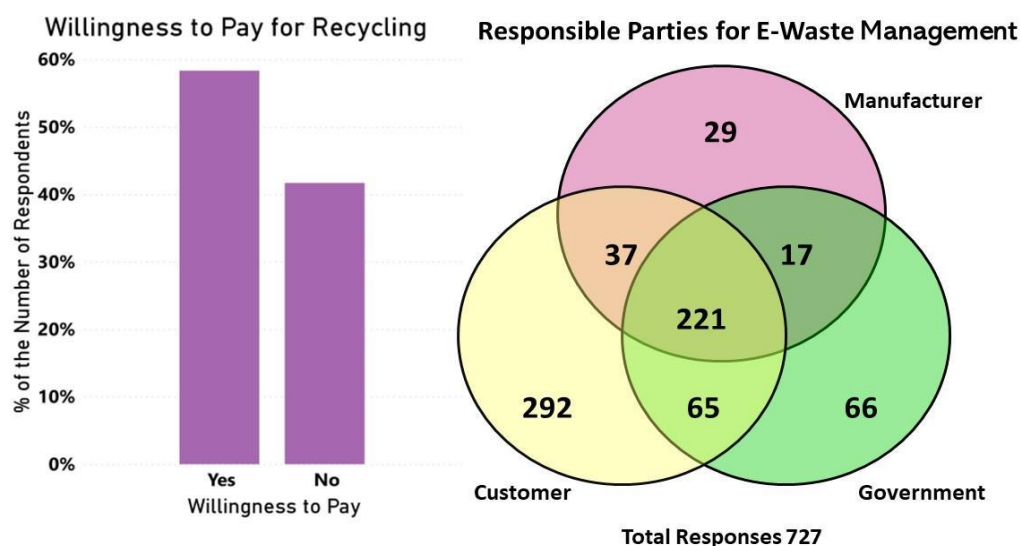 Willingness to Pay for Recycling
60%
50%
40%
30%
20%
10%
0%
% of the Number of Respondents
Yes
No
Willingness to Pay
Responsible Parties for E-Waste Management
Manufacturer
29
37
17
221
292
65
66
Customer
Government
Total Responses 727